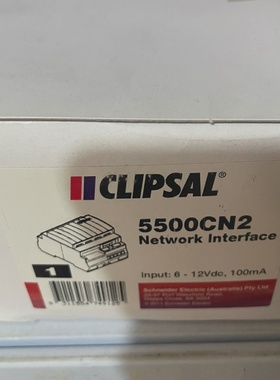 CLIPSAL®
5500CN2
Network Interface
1
Input: 6 - 12Vdc, 100mA
Schneider Electric (Australia) Pty Ltd